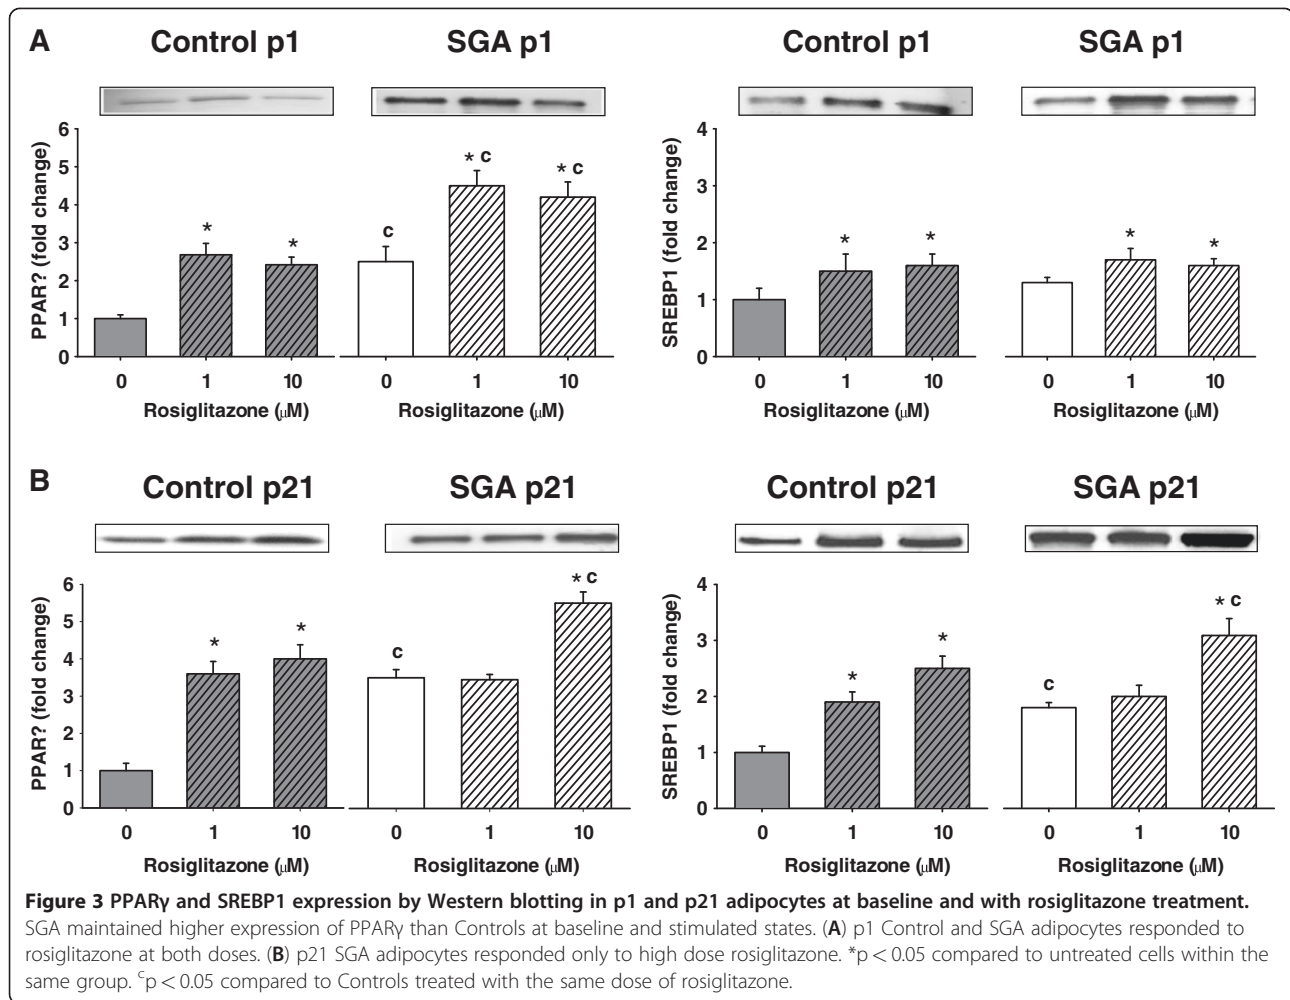 A
Control p1
SGA p1
Control p1
SGA p1
PPAR? (fold change)
6
5
4
3
2
1
0
*
*
c
* c
* c
0 1 10
Rosiglitazone (μM)
0 1 10
Rosiglitazone (μM)
SREBP1 (fold change)
4
3
2
1
0
*
*
*
*
0 1 10
Rosiglitazone (μM)
0 1 10
Rosiglitazone (μM)
B
Control p21
SGA p21
Control p21
SGA p21
PPAR? (fold change)
6
5
4
3
2
1
0
*
*
c
* c
0 1 10
Rosiglitazone (μM)
0 1 10
Rosiglitazone (μM)
SREBP1 (fold change)
4
3
2
1
0
*
*
c
* c
0 1 10
Rosiglitazone (μM)
0 1 10
Rosiglitazone (μM)
Figure 3 PPARγ and SREBP1 expression by Western blotting in p1 and p21 adipocytes at baseline and with rosiglitazone treatment.
SGA maintained higher expression of PPARγ than Controls at baseline and stimulated states. (A) p1 Control and SGA adipocytes responded to
rosiglitazone at both doses. (B) p21 SGA adipocytes responded only to high dose rosiglitazone. *p < 0.05 compared to untreated cells within the
same group. ᶜp < 0.05 compared to Controls treated with the same dose of rosiglitazone.